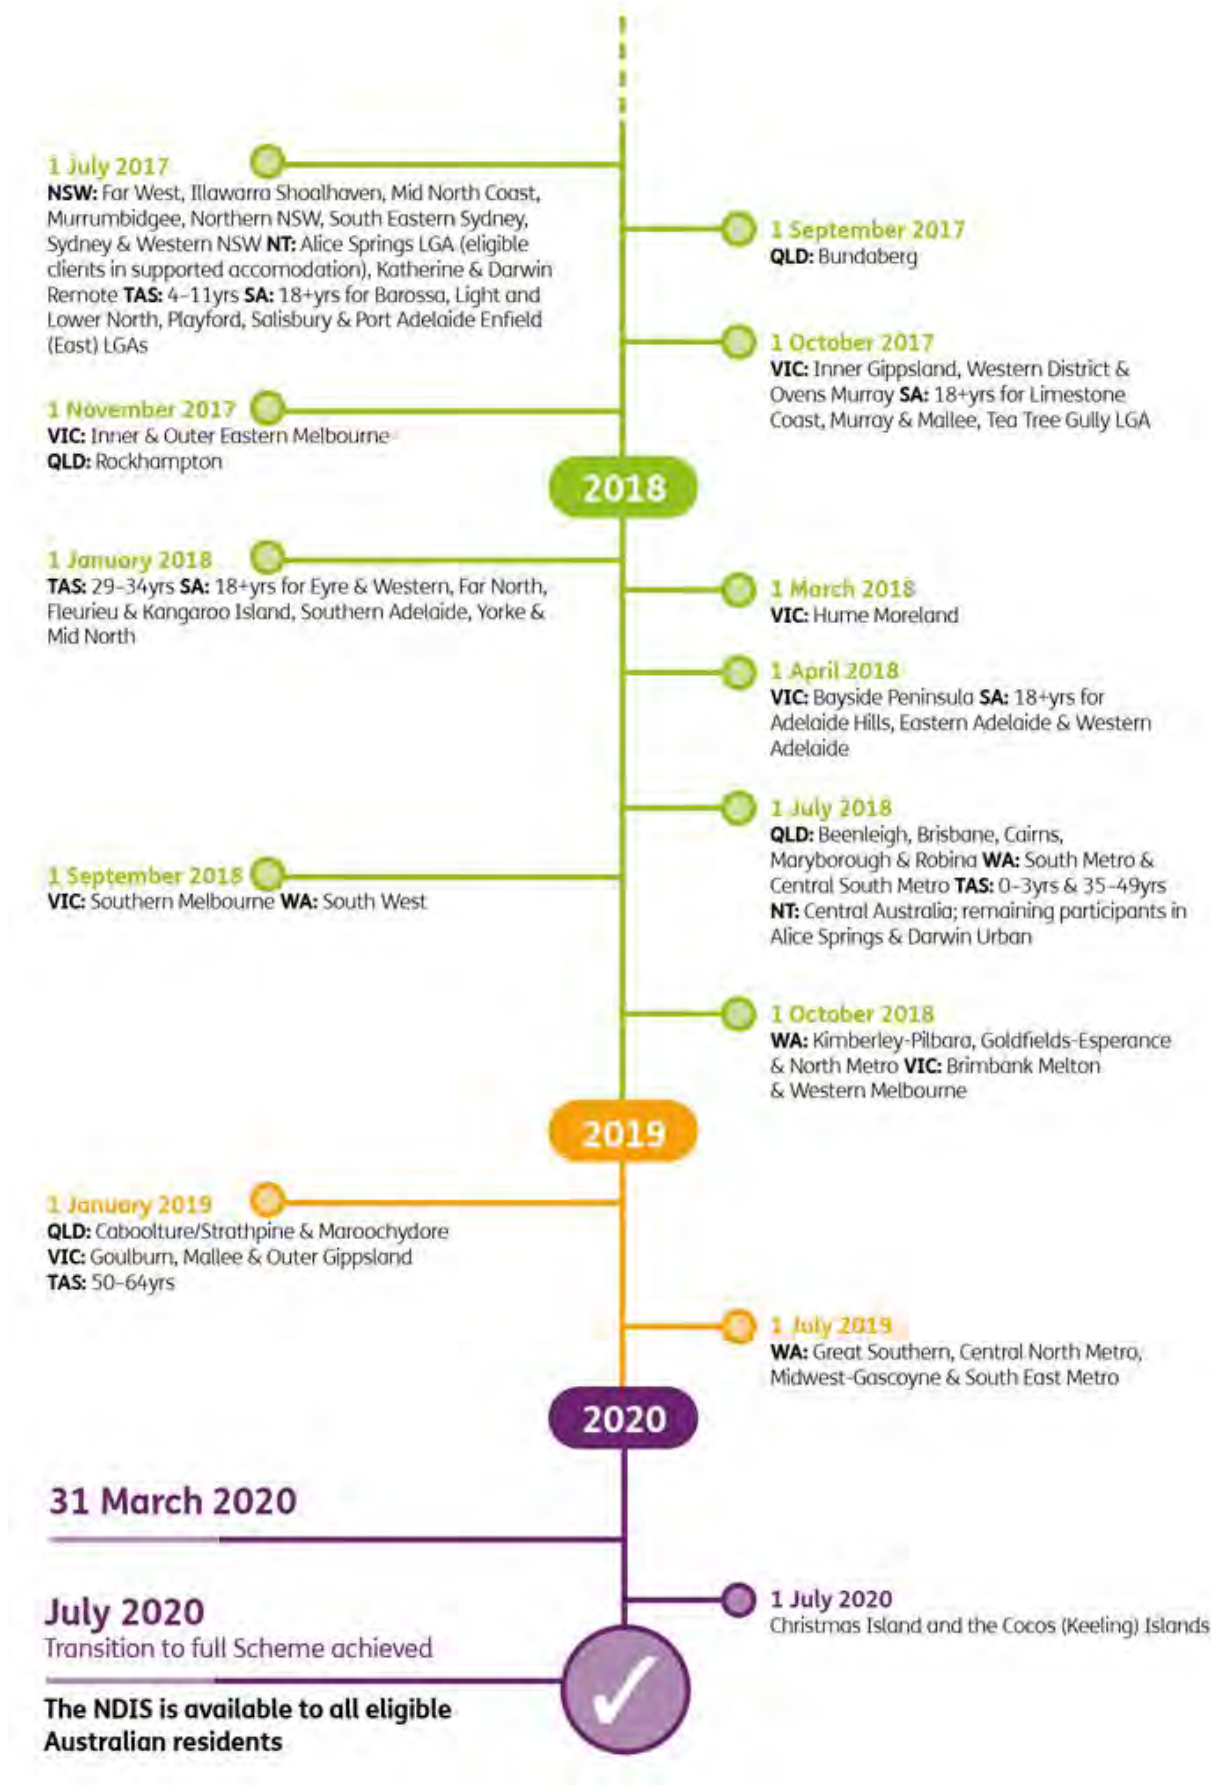 1 July 2017
NSW: Far West, Illawarra Shoalhaven, Mid North Coast,
Murrumbidgee, Northern NSW, South Eastern Sydney,
Sydney & Western NSW NT: Alice Springs LGA (eligible
clients in supported accomodation), Katherine & Darwin
Remote TAS: 4-11yrs SA: 18+yrs for Barossa, Light and
Lower North, Playford, Salisbury & Port Adelaide Enfield
(East) LGAs
1 September 2017
QLD: Bundaberg
1 October 2017
VIC: Inner Gippsland, Western District &
Ovens Murray SA: 18+yrs for Limestone
Coast, Murray & Mallee, Tea Tree Gully LGA
1 November 2017
VIC: Inner & Outer Eastern Melbourne
QLD: Rockhampton
2018
1 January 2018
TAS: 29-34yrs SA: 18+yrs for Eyre & Western, Far North,
Fleurieu & Kangaroo Island, Southern Adelaide, Yorke &
Mid North
1 March 2018
VIC: Hume Moreland
1 April 2018
VIC: Bayside Peninsula SA: 18+yrs for
Adelaide Hills, Eastern Adelaide & Western
Adelaide
1 July 2018
QLD: Beenleigh, Brisbane, Cairns,
Maryborough & Robina WA: South Metro &
Central South Metro TAS: 0-3yrs & 35-49yrs
NT: Central Australia; remaining participants in
Alice Springs & Darwin Urban
1 September 2018
VIC: Southern Melbourne WA: South West
1 October 2018
WA: Kimberley-Pilbara, Goldfields-Esperance
& North Metro VIC: Brimbank Melton
& Western Melbourne
2019
1 January 2019
QLD: Caboolture/Strathpine & Maroochydore
VIC: Goulburn, Mallee & Outer Gippsland
TAS: 50-64yrs
1 July 2019
WA: Great Southern, Central North Metro,
Midwest-Gascoyne & South East Metro
2020
31 March 2020
1 July 2020
Christmas Island and the Cocos (Keeling) Islands
July 2020
Transition to full Scheme achieved
The NDIS is available to all eligible
Australian residents